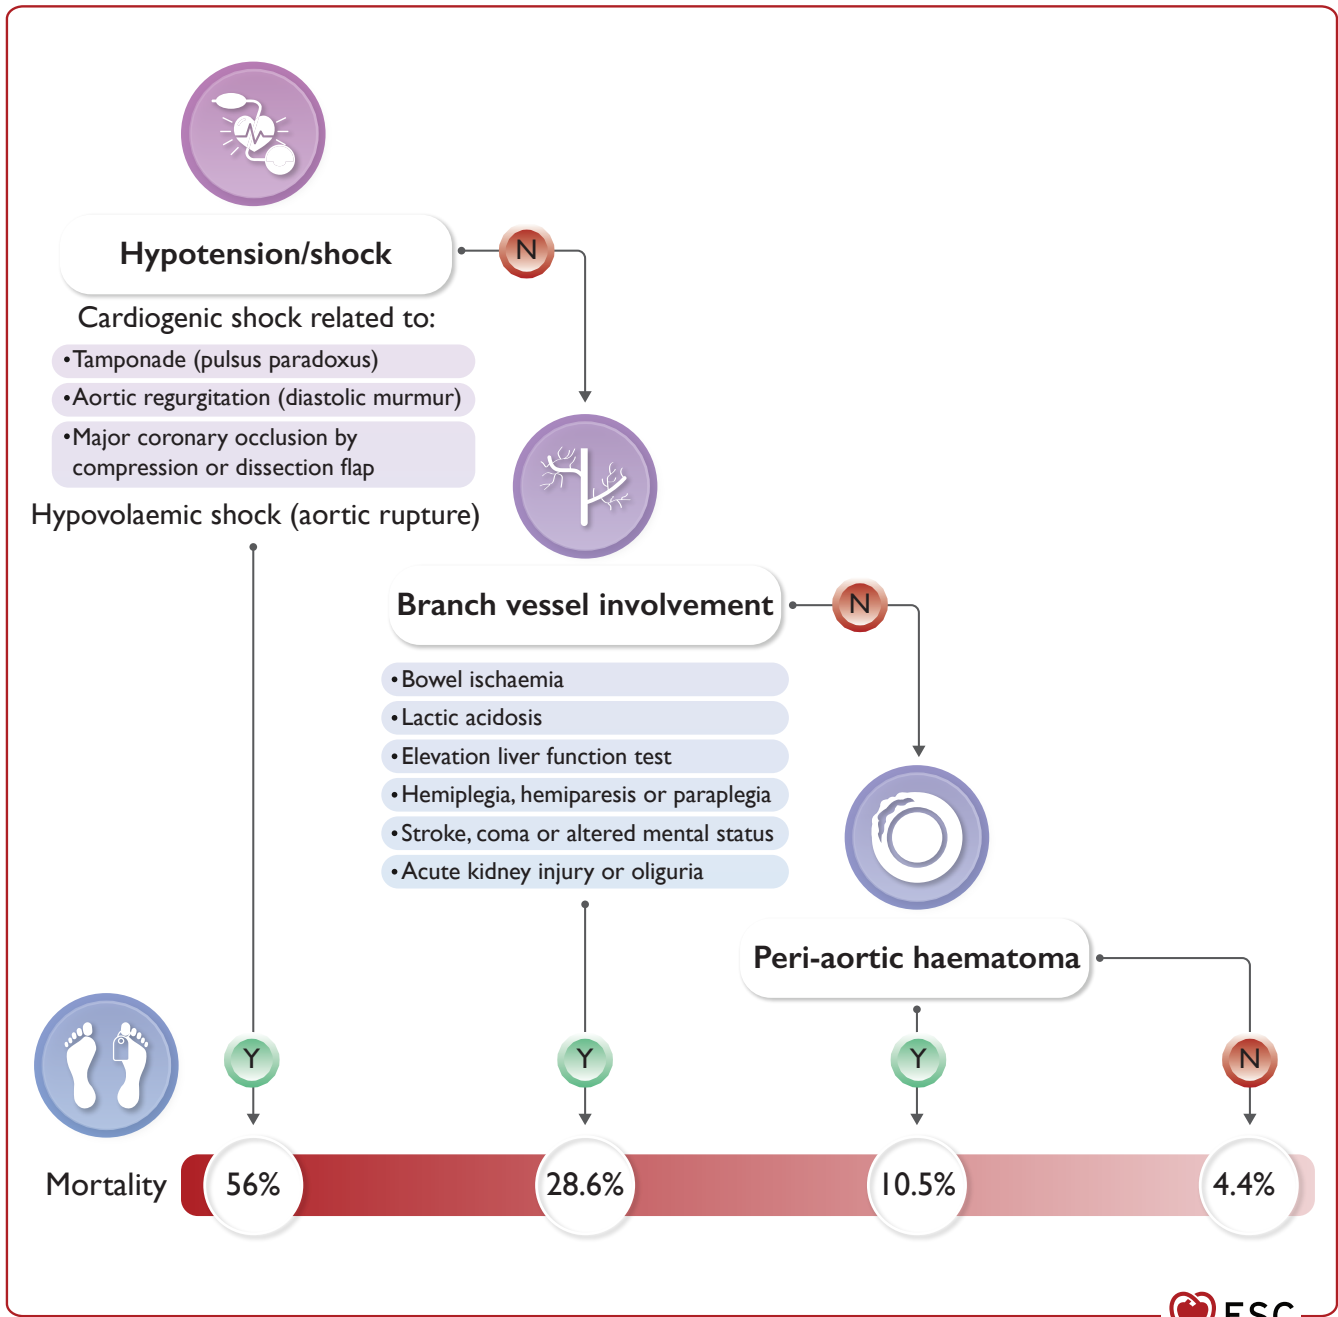 Hypotension/shock
N
Cardiogenic shock related to:
•Tamponade (pulsus paradoxus)
•Aortic regurgitation (diastolic murmur)
•Major coronary occlusion by
compression or dissection flap
Hypovolaemic shock (aortic rupture)
Branch vessel involvement
N
•Bowel ischaemia
•Lactic acidosis
•Elevation liver function test
•Hemiplegia, hemiparesis or paraplegia
•Stroke, coma or altered mental status
•Acute kidney injury or oliguria
Peri-aortic haematoma
Y
Y
Y
N
Mortality
56%
28.6%
10.5%
4.4%
ESC